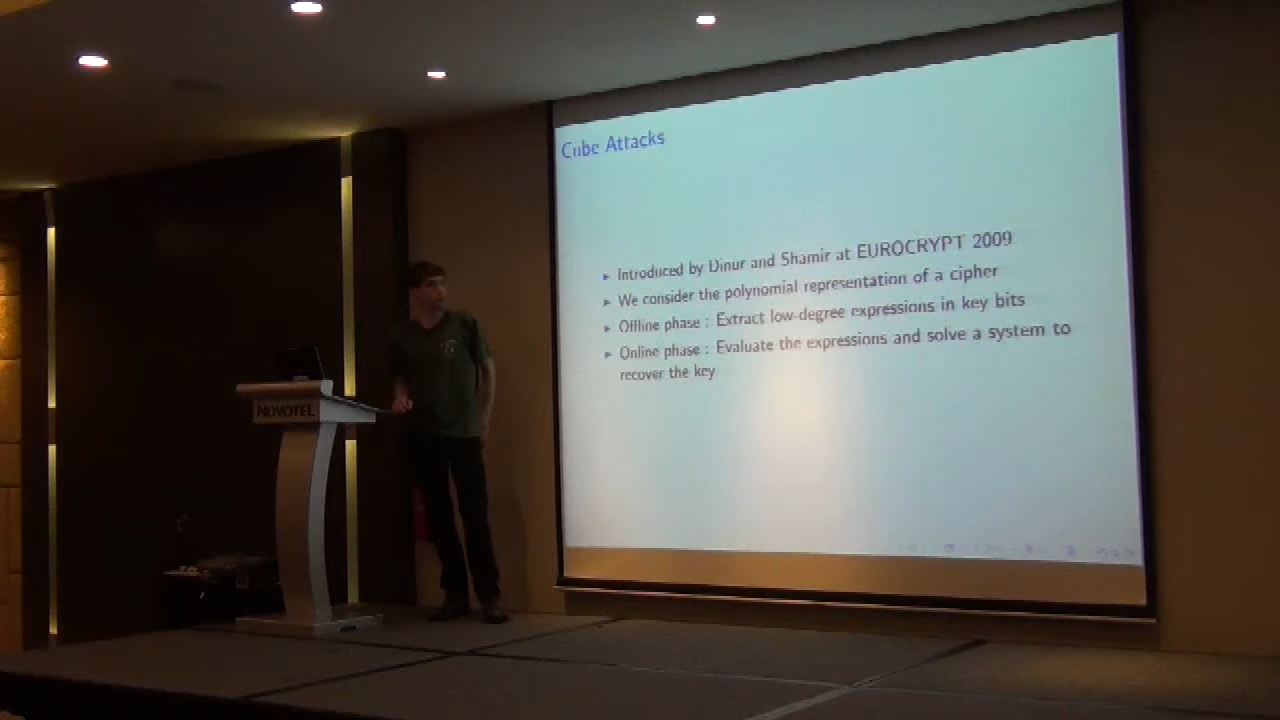 Cube Attacks
Introduced by Dinur and Shamir at EUROCRYPT 2009
We consider the polynomial representation of a cipher
Offline phase : Extract low-degree expressions in key bits
Online phase : Evaluate the expressions and solve a system to
recover the key
NOVOTEL